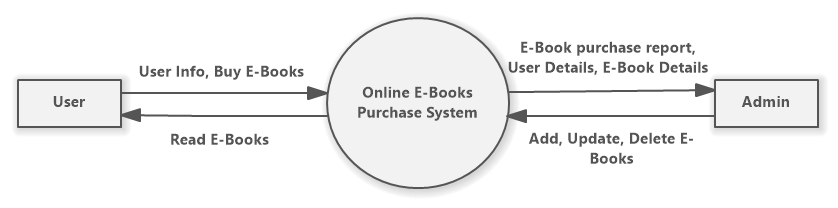 User
User Info, Buy E-Books
Read E-Books
Online E-Books
Purchase System
E-Book purchase report,
User Details, E-Book Details
Add, Update, Delete E-
Books
Admin